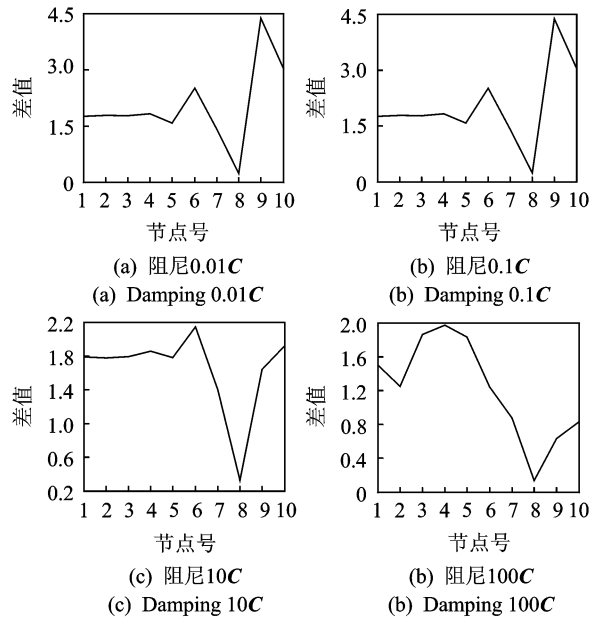 4.5
3.0
1.5
0
差值
1 2 3 4 5 6 7 8 9 10
节点号
(a) 阻尼0.01C
(a) Damping 0.01C
4.5
3.0
1.5
0
差值
1 2 3 4 5 6 7 8 9 10
节点号
(b) 阻尼0.1C
(b) Damping 0.1C
2.2
1.8
1.4
1.0
0.6
0.2
差值
1 2 3 4 5 6 7 8 9 10
节点号
(c) 阻尼10C
(c) Damping 10C
2.0
1.6
1.2
0.8
0.4
0
差值
1 2 3 4 5 6 7 8 9 10
节点号
(b) 阻尼100C
(b) Damping 100C